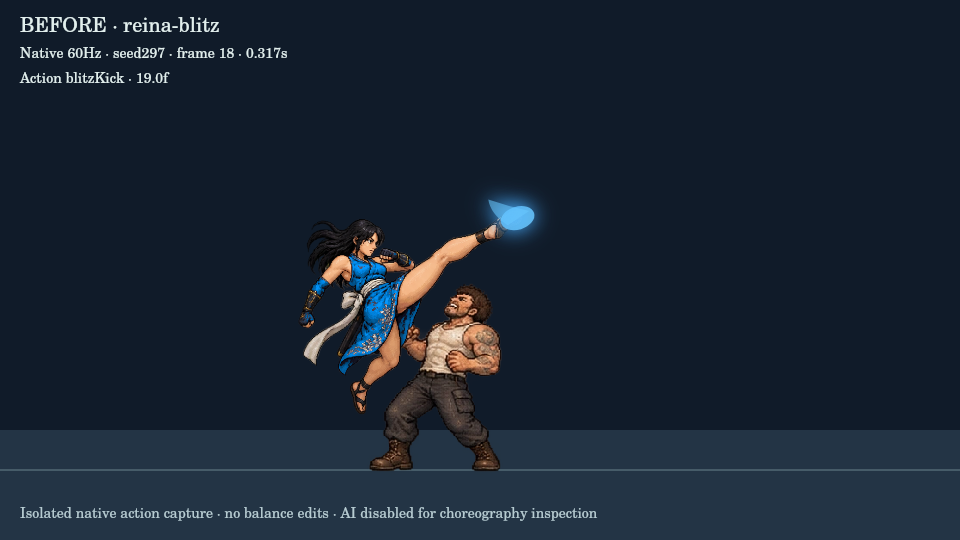 BEFORE · reina-blitz
Native 60Hz · seed297 · frame 18 · 0.317s
Action blitzKick · 19.0f
Isolated native action capture · no balance edits · AI disabled for choreography inspection